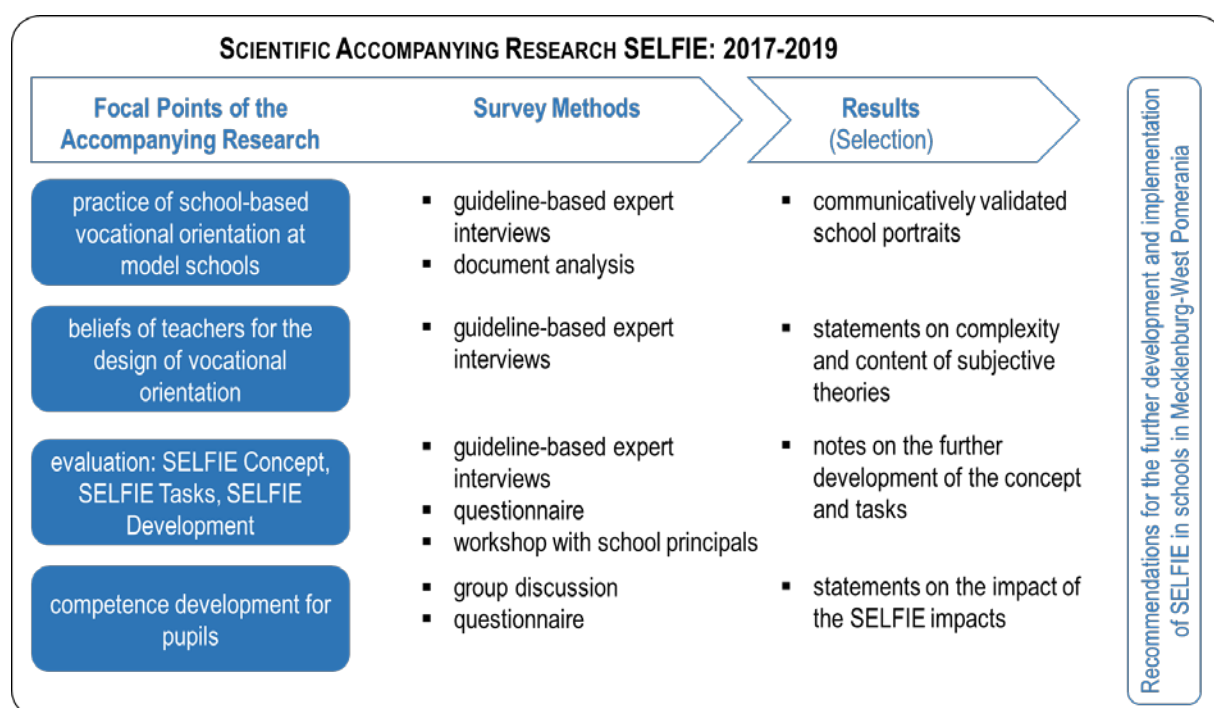 SCIENTIFIC ACCOMPANYING RESEARCH SELFIE: 2017-2019
Focal Points of the
Accompanying Research
Survey Methods
Results
(Selection)
practice of school-based
vocational orientation at
model schools
▪ guideline-based expert
interviews
▪ document analysis
▪ communicatively validated
school portraits
beliefs of teachers for the
design of vocational
orientation
▪ guideline-based expert
interviews
▪ statements on complexity
and content of subjective
theories
evaluation: SELFIE Concept,
SELFIE Tasks, SELFIE
Development
▪ guideline-based expert
interviews
▪ questionnaire
▪ workshop with school principals
▪ notes on the further
development of the concept
and tasks
competence development for
pupils
▪ group discussion
▪ questionnaire
▪ statements on the impact of
the SELFIE impacts
Recommendations for the further development and implementation
of SELFIE in schools in Mecklenburg-West Pomerania